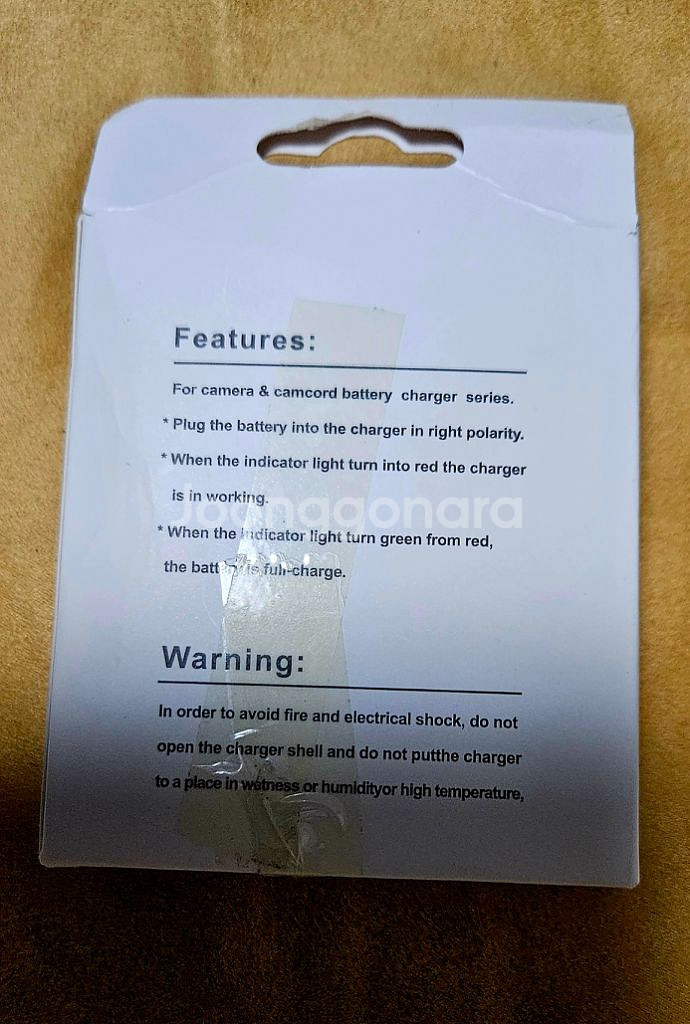 Features:
For camera & camcord battery charger series.
* Plug the battery into the charger in right polarity.
* When the indicator light turn into red the charger
is in working.
Joonagonara
* When the indicator light turn green from red,
the battery is full-charge.
Warning:
In order to avoid fire and electrical shock, do not
open the charger shell and do not putthe charger
to a place in wetness or humidityor high temperature,